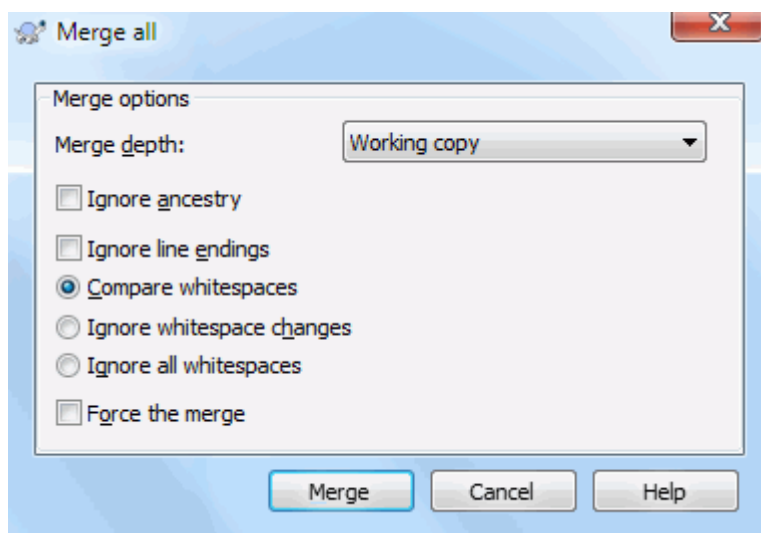 Merge all
Merge options
Merge depth: Working copy
Ignore ancestry
Ignore line endings
Compare whitespaces
Ignore whitespace changes
Ignore all whitespaces
Force the merge
Merge Cancel Help